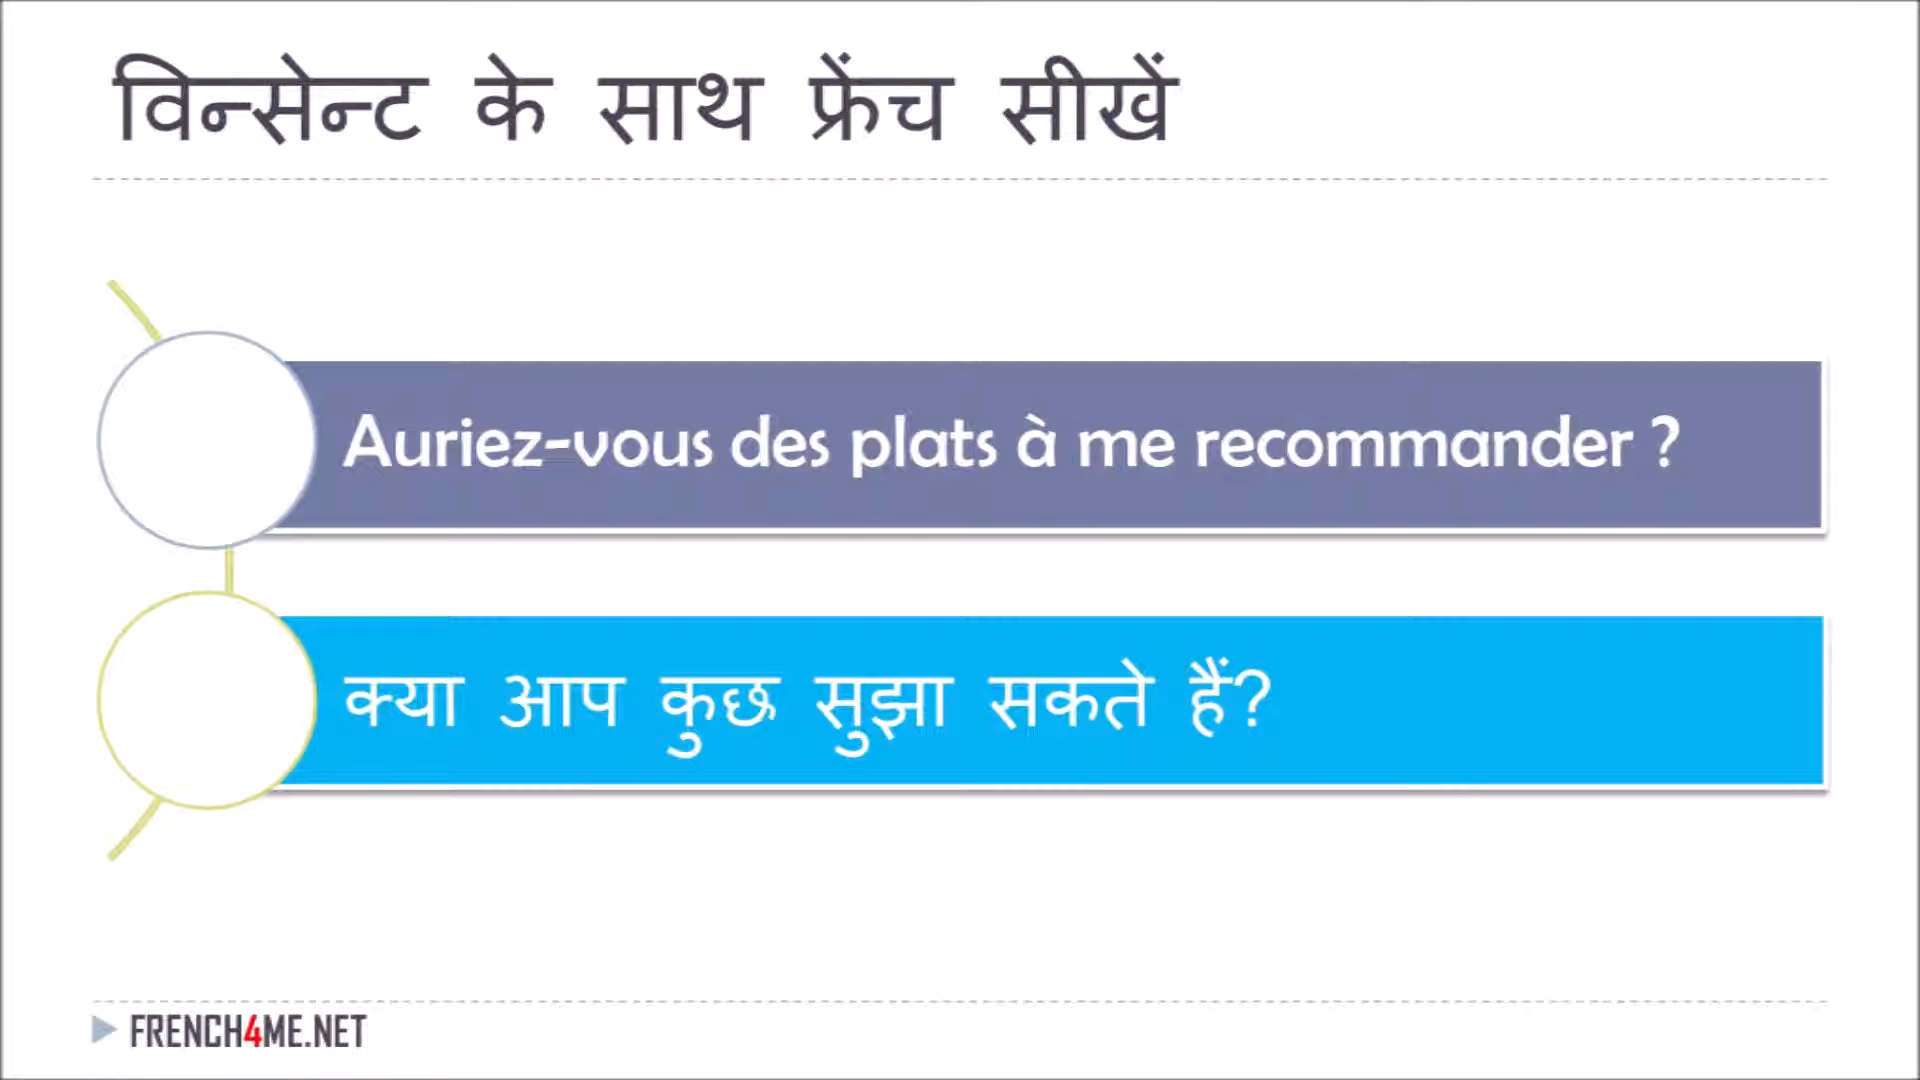 विन्सेन्ट के साथ फ्रेंच सीखें
Auriez-vous des plats à me recommander ?
क्या आप कुछ सुझा सकते हैं?
FRENCH4ME.NET